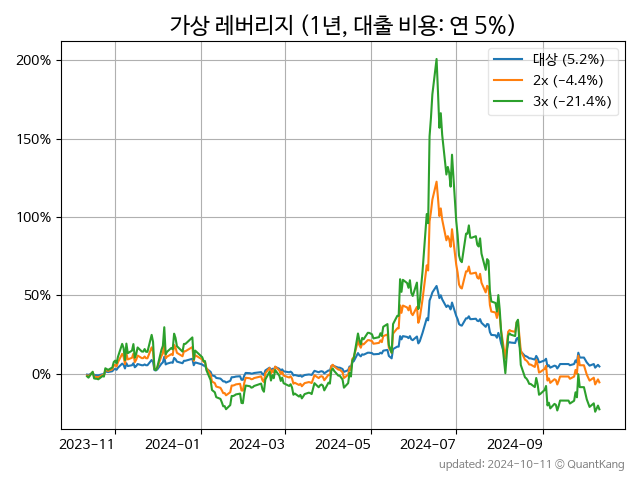 가상 레버리지 (1년, 대출 비용: 연 5%)
200%
150%
100%
50%
0%
대상 (5.2%)
2x (−4.4%)
3x (−21.4%)
2023-11
2024-01
2024-03
2024-05
2024-07
2024-09
updated: 2024-10-11 © QuantKang